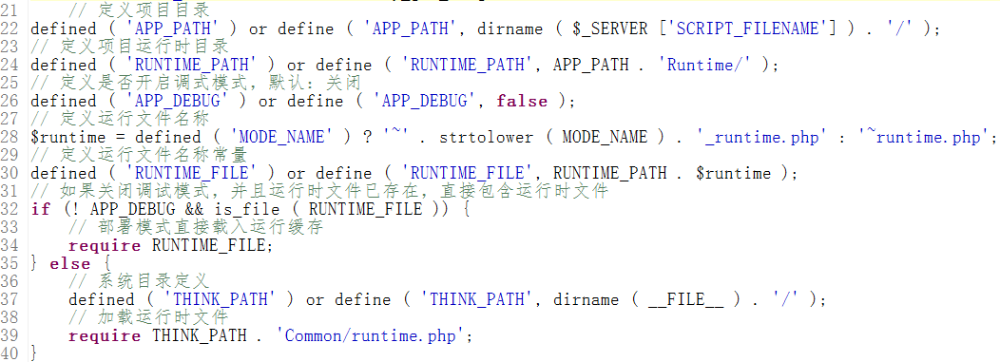 21 // 定义项目目录
22 defined ( 'APP_PATH' ) or define ( 'APP_PATH', dirname ( $_SERVER ['SCRIPT_FILENAME'] ) . '/' );
23 // 定义项目运行时目录
24 defined ( 'RUNTIME_PATH' ) or define ( 'RUNTIME_PATH', APP_PATH . 'Runtime/' );
25 // 定义是否开启调式模式，默认：关闭
26 defined ( 'APP_DEBUG' ) or define ( 'APP_DEBUG', false );
27 // 定义运行文件名称
28 $runtime = defined ( 'MODE_NAME' ) ? '~' . strtolower ( MODE_NAME ) . '_runtime.php' : '~runtime.php';
29 // 定义运行文件名称常量
30 defined ( 'RUNTIME_FILE' ) or define ( 'RUNTIME_FILE', RUNTIME_PATH . $runtime );
31 // 如果关闭调试模式，并且运行时文件已存在，直接包含运行时文件
32 if (! APP_DEBUG && is_file ( RUNTIME_FILE )) {
33 // 部署模式直接载入运行缓存
34 require RUNTIME_FILE;
35 } else {
36 // 系统目录定义
37 defined ( 'THINK_PATH' ) or define ( 'THINK_PATH', dirname ( __FILE__ ) . '/' );
38 // 加载运行时文件
39 require THINK_PATH . 'Common/runtime.php';
40 }